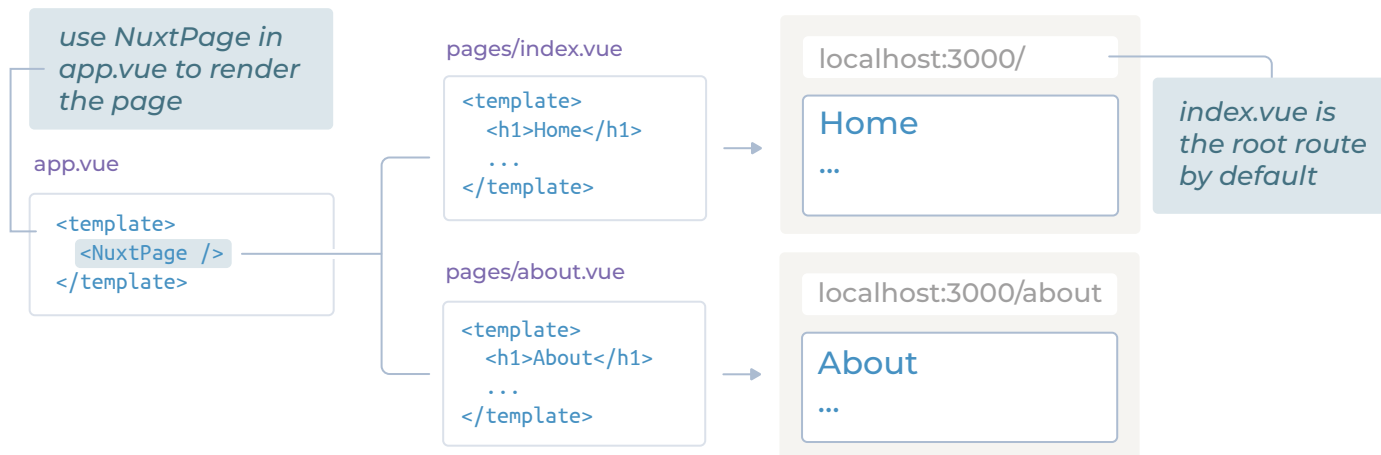 use NuxtPage in
app.vue to render
the page
app.vue
<template>
<NuxtPage />
</template>
pages/index.vue
<template>
<h1>Home</h1>
...
</template>
localhost:3000/
Home
...
index.vue is
the root route
by default
pages/about.vue
<template>
<h1>About</h1>
...
</template>
localhost:3000/about
About
...